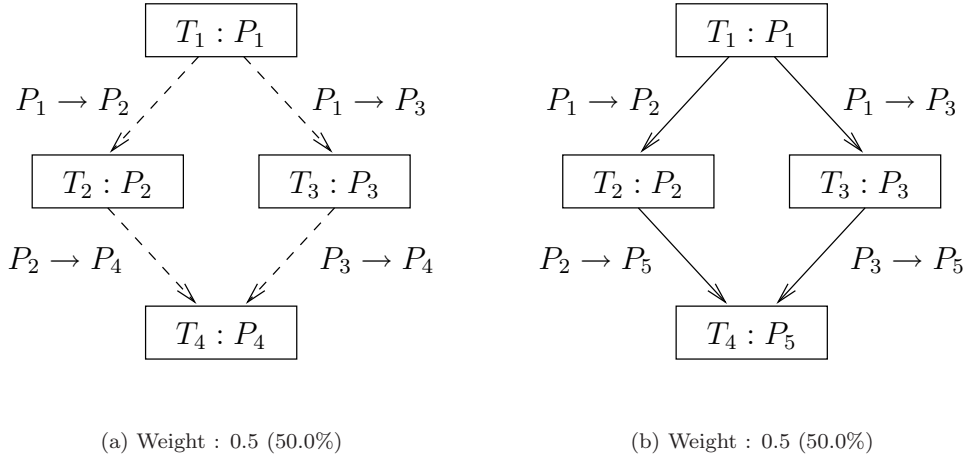 T₁ : P₁
P₁ → P₂
P₁ → P₃
T₂ : P₂
T₃ : P₃
P₂ → P₄
P₃ → P₄
T₄ : P₄
(a) Weight : 0.5 (50.0%)
T₁ : P₁
P₁ → P₂
P₁ → P₃
T₂ : P₂
T₃ : P₃
P₂ → P₅
P₃ → P₅
T₄ : P₅
(b) Weight : 0.5 (50.0%)